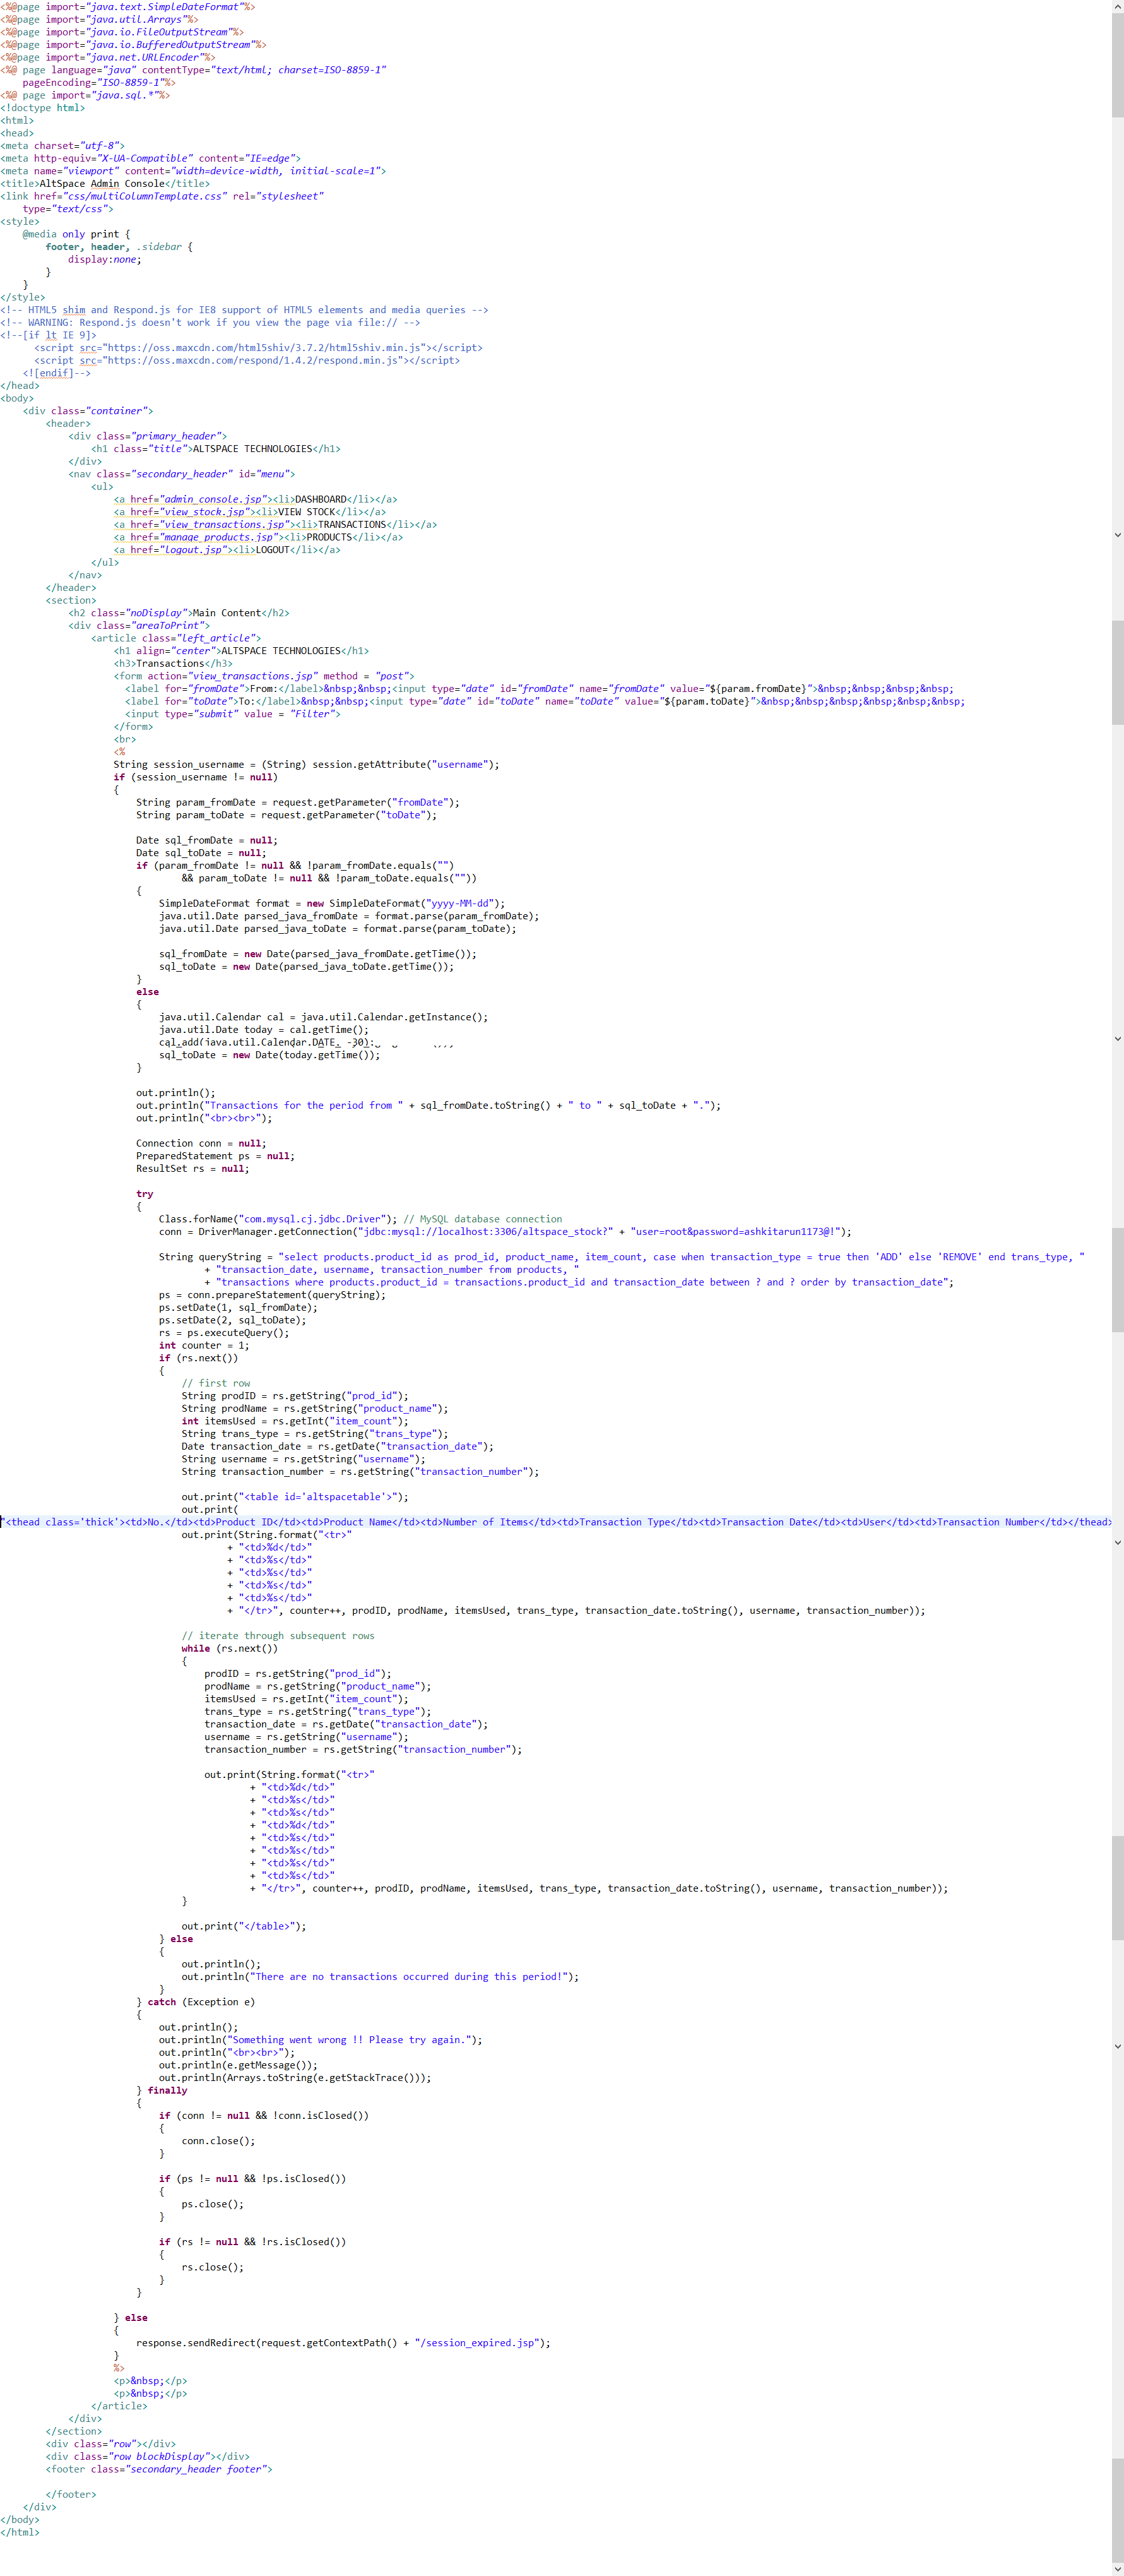 <%@page import="java.text.SimpleDateFormat"%>
<%@page import="java.util.Arrays"%>
<%@page import="java.io.FileOutputStream"%>
<%@page import="java.io.BufferedOutputStream"%>
<%@page import="java.net.URLEncoder"%>
<%@ page language="java" contentType="text/html; charset=ISO-8859-1"
    pageEncoding="ISO-8859-1"%>
<%@ page import="java.sql.*"%>
<!doctype html>
<html>
<head>
<meta charset="utf-8">
<meta http-equiv="X-UA-Compatible" content="IE=edge">
<meta name="viewport" content="width=device-width, initial-scale=1">
<title>AltSpace Admin Console</title>
<link href="css/multiColumnTemplate.css" rel="stylesheet"
    type="text/css">
<style>
    @media only print {
        footer, header, .sidebar {
            display:none;
        }
    }
</style>
<!-- HTML5 shim and Respond.js for IE8 support of HTML5 elements and media queries -->
<!-- WARNING: Respond.js doesn't work if you view the page via file:// -->
<!--[if lt IE 9]>
      <script src="https://oss.maxcdn.com/html5shiv/3.7.2/html5shiv.min.js"></script>
      <script src="https://oss.maxcdn.com/respond/1.4.2/respond.min.js"></script>
    <![endif]-->
</head>
<body>
    <div class="container">
        <header>
            <div class="primary_header">
                <h1 class="title">ALTSPACE TECHNOLOGIES</h1>
            </div>
            <nav class="secondary_header" id="menu">
                <ul>
                    <a href="admin_console.jsp"><li>DASHBOARD</li></a>
                    <a href="view_stock.jsp"><li>VIEW STOCK</li></a>
                    <a href="view_transactions.jsp"><li>TRANSACTIONS</li></a>
                    <a href="manage_products.jsp"><li>PRODUCTS</li></a>
                    <a href="logout.jsp"><li>LOGOUT</li></a>
                </ul>
            </nav>
        </header>
        <section>
            <h2 class="noDisplay">Main Content</h2>
            <div class="areaToPrint">
                <article class="left_article">
                    <h1 align="center">ALTSPACE TECHNOLOGIES</h1>
                    <h3>Transactions</h3>
                    <form action="view_transactions.jsp" method = "post">
                      <label for="fromDate">From:</label>&nbsp;&nbsp;<input type="date" id="fromDate" name="fromDate" value="${param.fromDate}">&nbsp;&nbsp;&nbsp;&nbsp;
                      <label for="toDate">To:</label>&nbsp;&nbsp;<input type="date" id="toDate" name="toDate" value="${param.toDate}">&nbsp;&nbsp;&nbsp;&nbsp;&nbsp;&nbsp;
                      <input type="submit" value = "Filter">
                    </form>
                    <br>
                    <%
                    String session_username = (String) session.getAttribute("username");
                    if (session_username != null)
                    {
                        String param_fromDate = request.getParameter("fromDate");
                        String param_toDate = request.getParameter("toDate");

                        Date sql_fromDate = null;
                        Date sql_toDate = null;
                        if (param_fromDate != null && !param_fromDate.equals("")
                                && param_toDate != null && !param_toDate.equals(""))
                        {
                            SimpleDateFormat format = new SimpleDateFormat("yyyy-MM-dd");
                            java.util.Date parsed_java_fromDate = format.parse(param_fromDate);
                            java.util.Date parsed_java_toDate = format.parse(param_toDate);

                            sql_fromDate = new Date(parsed_java_fromDate.getTime());
                            sql_toDate = new Date(parsed_java_toDate.getTime());
                        }
                        else
                        {
                            java.util.Calendar cal = java.util.Calendar.getInstance();
                            java.util.Date today = cal.getTime();
                            cal.add(java.util.Calendar.DATE, -30);
                            sql_toDate = new Date(today.getTime());
                        }

                        out.println();
                        out.println("Transactions for the period from " + sql_fromDate.toString() + " to " + sql_toDate + ".");
                        out.println("<br><br>");

                        Connection conn = null;
                        PreparedStatement ps = null;
                        ResultSet rs = null;

                        try
                        {
                            Class.forName("com.mysql.cj.jdbc.Driver"); // MySQL database connection
                            conn = DriverManager.getConnection("jdbc:mysql://localhost:3306/altspace_stock?" + "user=root&password=ashkitarun1173@!");

                            String queryString = "select products.product_id as prod_id, product_name, item_count, case when transaction_type = true then 'ADD' else 'REMOVE' end trans_type, "
                                    + "transaction_date, username, transaction_number from products, "
                                    + "transactions where products.product_id = transactions.product_id and transaction_date between ? and ? order by transaction_date";
                            ps = conn.prepareStatement(queryString);
                            ps.setDate(1, sql_fromDate);
                            ps.setDate(2, sql_toDate);
                            rs = ps.executeQuery();
                            int counter = 1;
                            if (rs.next())
                            {
                                // first row
                                String prodID = rs.getString("prod_id");
                                String prodName = rs.getString("product_name");
                                int itemsUsed = rs.getInt("item_count");
                                String trans_type = rs.getString("trans_type");
                                Date transaction_date = rs.getDate("transaction_date");
                                String username = rs.getString("username");
                                String transaction_number = rs.getString("transaction_number");

                                out.print("<table id='altspacetable'>");
                                out.print(
"<thead class='thick'><td>No.</td><td>Product ID</td><td>Product Name</td><td>Number of Items</td><td>Transaction Type</td><td>Transaction Date</td><td>User</td><td>Transaction Number</td></thead>
                                out.print(String.format("<tr>"
                                        + "<td>%d</td>"
                                        + "<td>%s</td>"
                                        + "<td>%s</td>"
                                        + "<td>%s</td>"
                                        + "<td>%s</td>"
                                        + "</tr>", counter++, prodID, prodName, itemsUsed, trans_type, transaction_date.toString(), username, transaction_number));

                                // iterate through subsequent rows
                                while (rs.next())
                                {
                                    prodID = rs.getString("prod_id");
                                    prodName = rs.getString("product_name");
                                    itemsUsed = rs.getInt("item_count");
                                    trans_type = rs.getString("trans_type");
                                    transaction_date = rs.getDate("transaction_date");
                                    username = rs.getString("username");
                                    transaction_number = rs.getString("transaction_number");

                                    out.print(String.format("<tr>"
                                            + "<td>%d</td>"
                                            + "<td>%s</td>"
                                            + "<td>%s</td>"
                                            + "<td>%d</td>"
                                            + "<td>%s</td>"
                                            + "<td>%s</td>"
                                            + "<td>%s</td>"
                                            + "<td>%s</td>"
                                            + "</tr>", counter++, prodID, prodName, itemsUsed, trans_type, transaction_date.toString(), username, transaction_number));
                                }

                                out.print("</table>");
                            } else
                            {
                                out.println();
                                out.println("There are no transactions occurred during this period!");
                            }
                        } catch (Exception e)
                        {
                            out.println();
                            out.println("Something went wrong !! Please try again.");
                            out.println("<br><br>");
                            out.println(e.getMessage());
                            out.println(Arrays.toString(e.getStackTrace()));
                        } finally
                        {
                            if (conn != null && !conn.isClosed())
                            {
                                conn.close();
                            }

                            if (ps != null && !ps.isClosed())
                            {
                                ps.close();
                            }

                            if (rs != null && !rs.isClosed())
                            {
                                rs.close();
                            }
                        }

                    } else
                    {
                        response.sendRedirect(request.getContextPath() + "/session_expired.jsp");
                    }
                    %>
                    <p>&nbsp;</p>
                    <p>&nbsp;</p>
                </article>
            </div>
        </section>
        <div class="row"></div>
        <div class="row blockDisplay"></div>
        <footer class="secondary_header footer">

        </footer>
    </div>
</body>
</html>